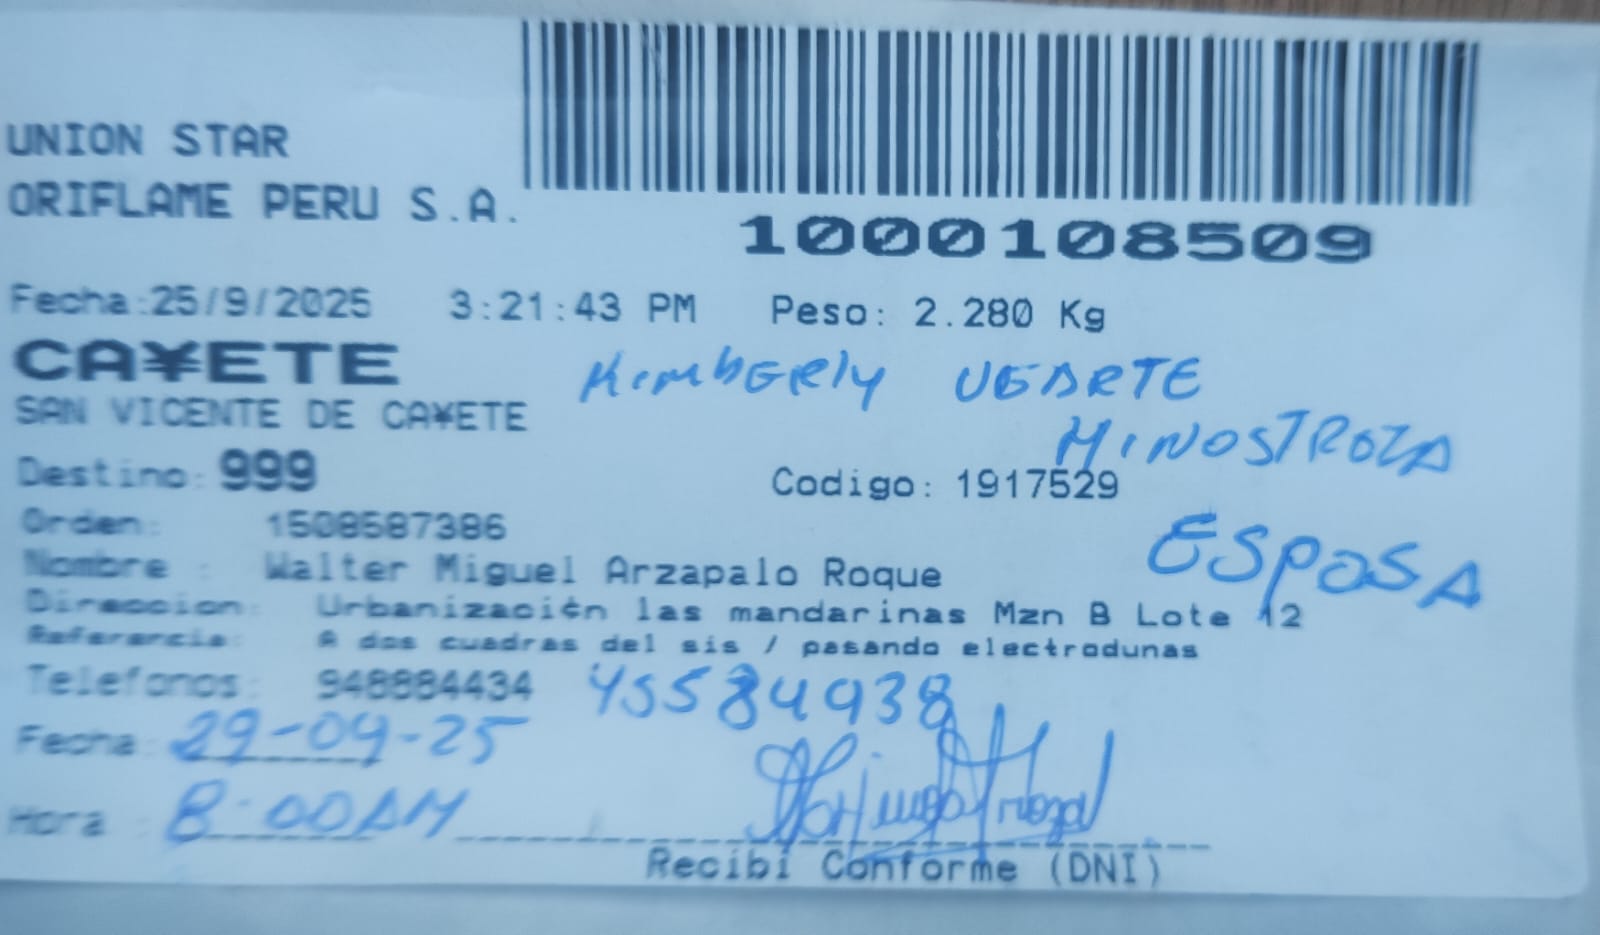 UNION STAR
ORIFLAME PERU S.A.
1000108509
Fecha:25/9/2025 3:21:43 PM Peso: 2.280 Kg
CA¥ETE
KimbERly UGARTE
SAN VICENTE DE CA¥ETE
HINOSTROZA
Destino: 999 Codigo: 1917529
Orden: 1508587386
ESPOSA
Nombre : Walter Miguel Arzapalo Roque
Direccion: Urbanización las mandarinas Mzn B Lote 12
Referencia: A dos cuadras del sis / pasando electrodunas
Telefonos: 948884434 45584938
Fecha: 29-09-25
Hora : 8:00AM
Recibí Conforme (DNI)